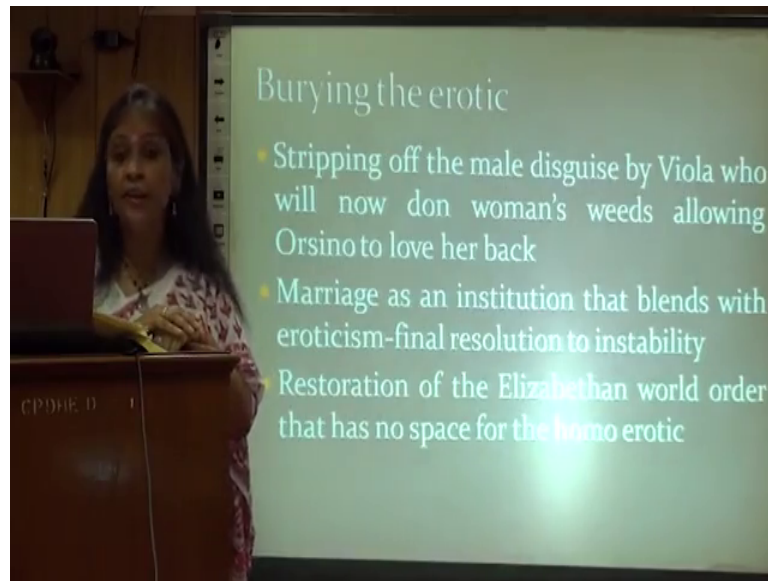 Burying the erotic
Stripping off the male disguise by Viola who
will now don woman's weeds allowing
Orsino to love her back
Marriage as an institution that blends with
eroticism-final resolution to instability
Restoration of the Elizabethan world order
that has no space for the homo erotic
CPDHE D 1